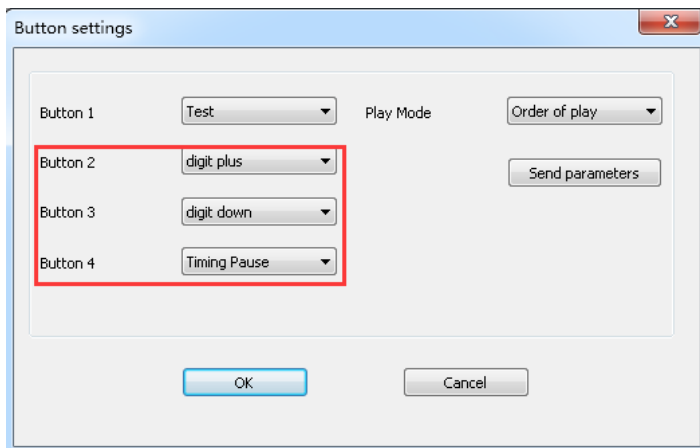 Button settings
Button 1 Test Play Mode Order of play
Button 2 digit plus Send parameters
Button 3 digit down
Button 4 Timing Pause
OK Cancel